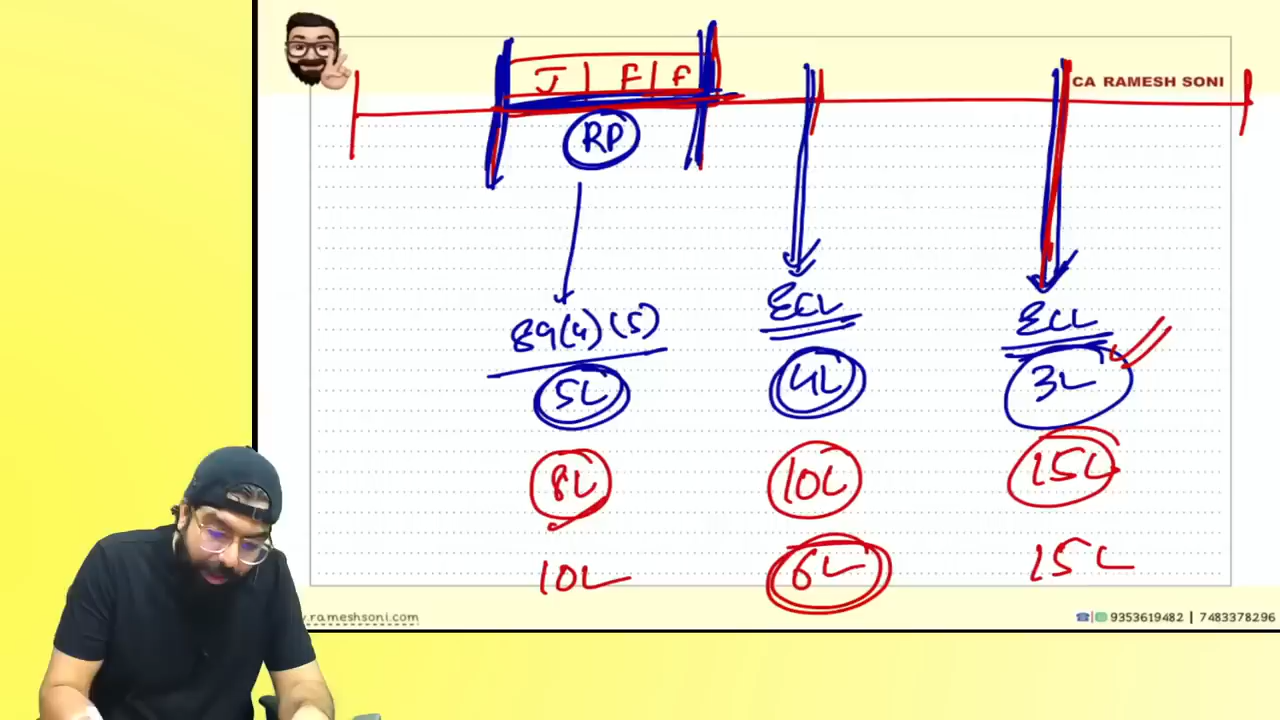 J | F | F
CA RAMESH SONI
RP
89(4)(5) ECL ECL
5L 4L 3L
8L 10L 15L
10L 6L 15L
.rameshsoni.com
9353619482 | 7483378296